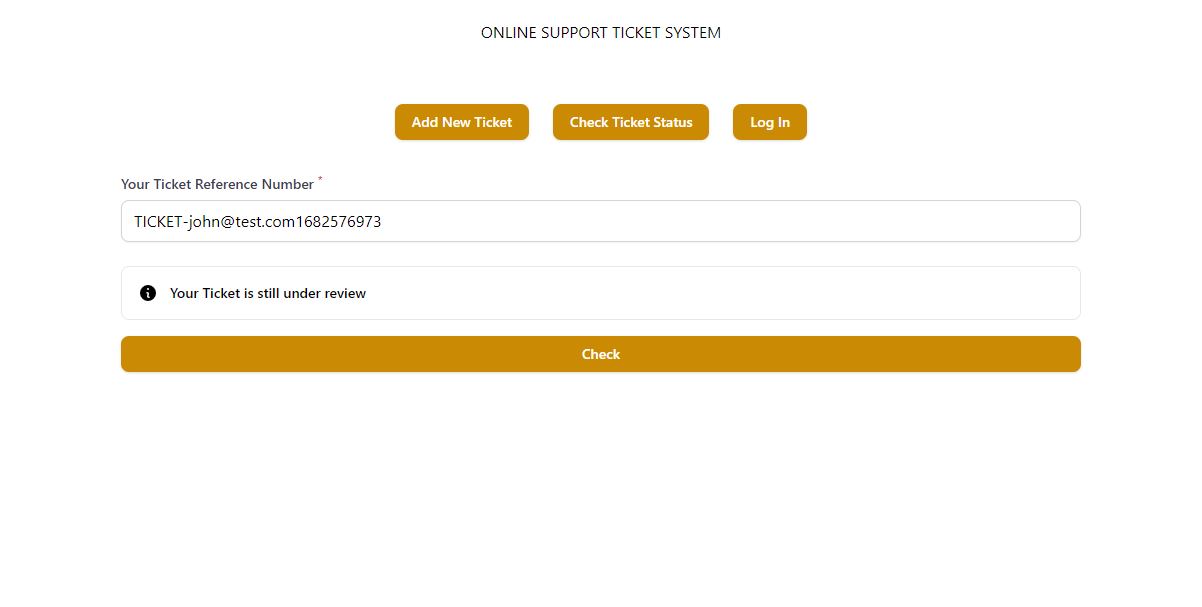 ONLINE SUPPORT TICKET SYSTEM
Add New Ticket Check Ticket Status Log In
Your Ticket Reference Number *
TICKET-john@test.com1682576973
Your Ticket is still under review
Check